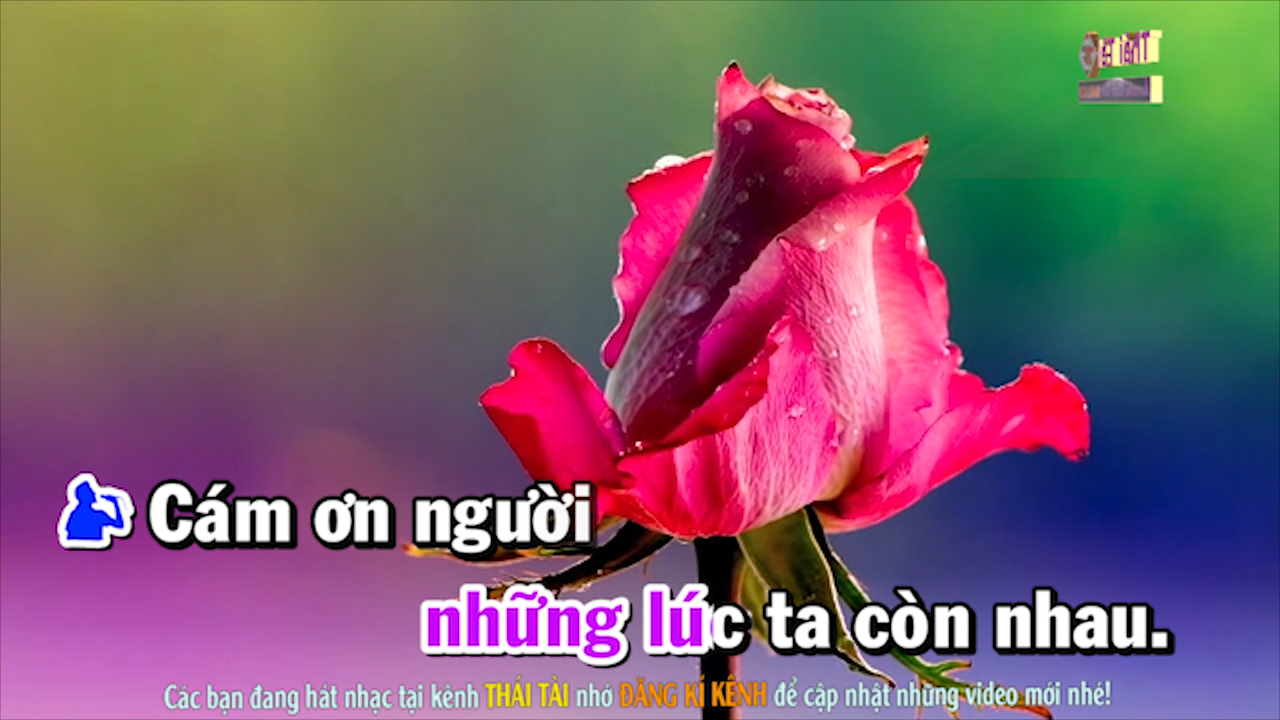 Cám ơn người
những lúc ta còn nhau.
Các bạn đang hát nhạc tại kênh THÁI TÀI nhớ ĐĂNG KÍ KÊNH để cập nhật những video mới nhé!